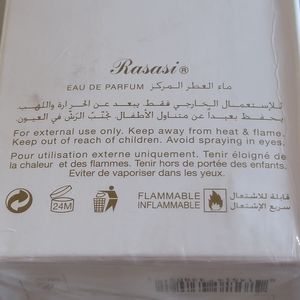 Rasasi®
EAU DE PARFUM ماء العطر المركز
للإستعمال الخارجي فقط. يبعد عن الحرارة واللهب.
يحفظ بعيداً عن متناول الأطفال. تجنّب الرش في العيون.
For external use only. Keep away from heat & flame.
Keep out of reach of children. Avoid spraying in eyes.
Pour utilisation externe uniquement. Tenir éloigné de
la chaleur et des flammes. Tenir hors de portée des enfants.
Eviter de vaporiser dans les yeux.
24M
FLAMMABLE قابلة للاشتعال
INFLAMMABLE سريع الإشتعال